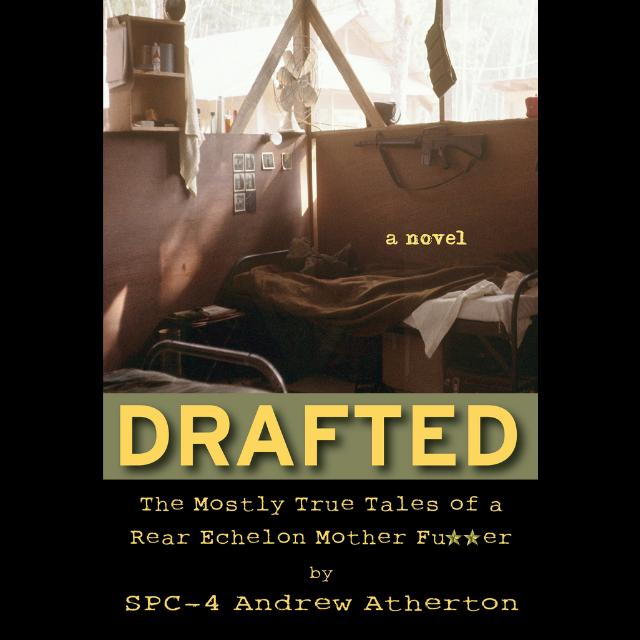 a novel
DRAFTED
The Mostly True Tales of a
Rear Echelon Mother Fu★★er
by
SPC-4 Andrew Atherton